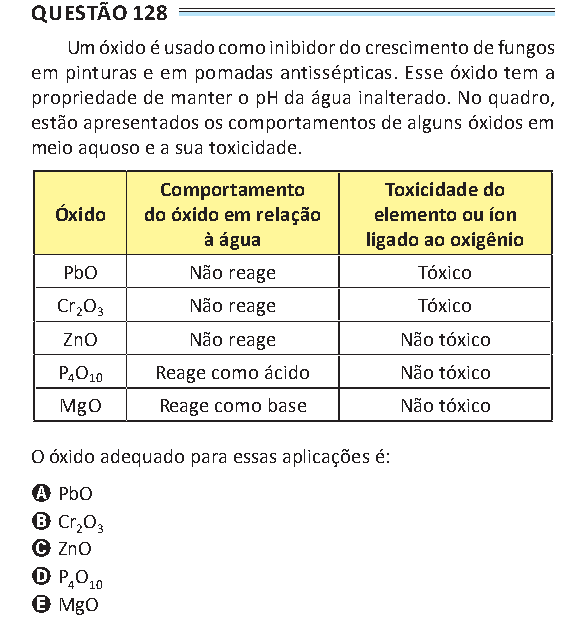 QUESTÃO 128
Um óxido é usado como inibidor do crescimento de fungos
em pinturas e em pomadas antissépticas. Esse óxido tem a
propriedade de manter o pH da água inalterado. No quadro,
estão apresentados os comportamentos de alguns óxidos em
meio aquoso e a sua toxicidade.
Óxido Comportamento do óxido em relação à água Toxicidade do elemento ou íon ligado ao oxigênio
PbO Não reage Tóxico
Cr₂O₃ Não reage Tóxico
ZnO Não reage Não tóxico
P₄O₁₀ Reage como ácido Não tóxico
MgO Reage como base Não tóxico
O óxido adequado para essas aplicações é:
A PbO
B Cr₂O₃
C ZnO
D P₄O₁₀
E MgO